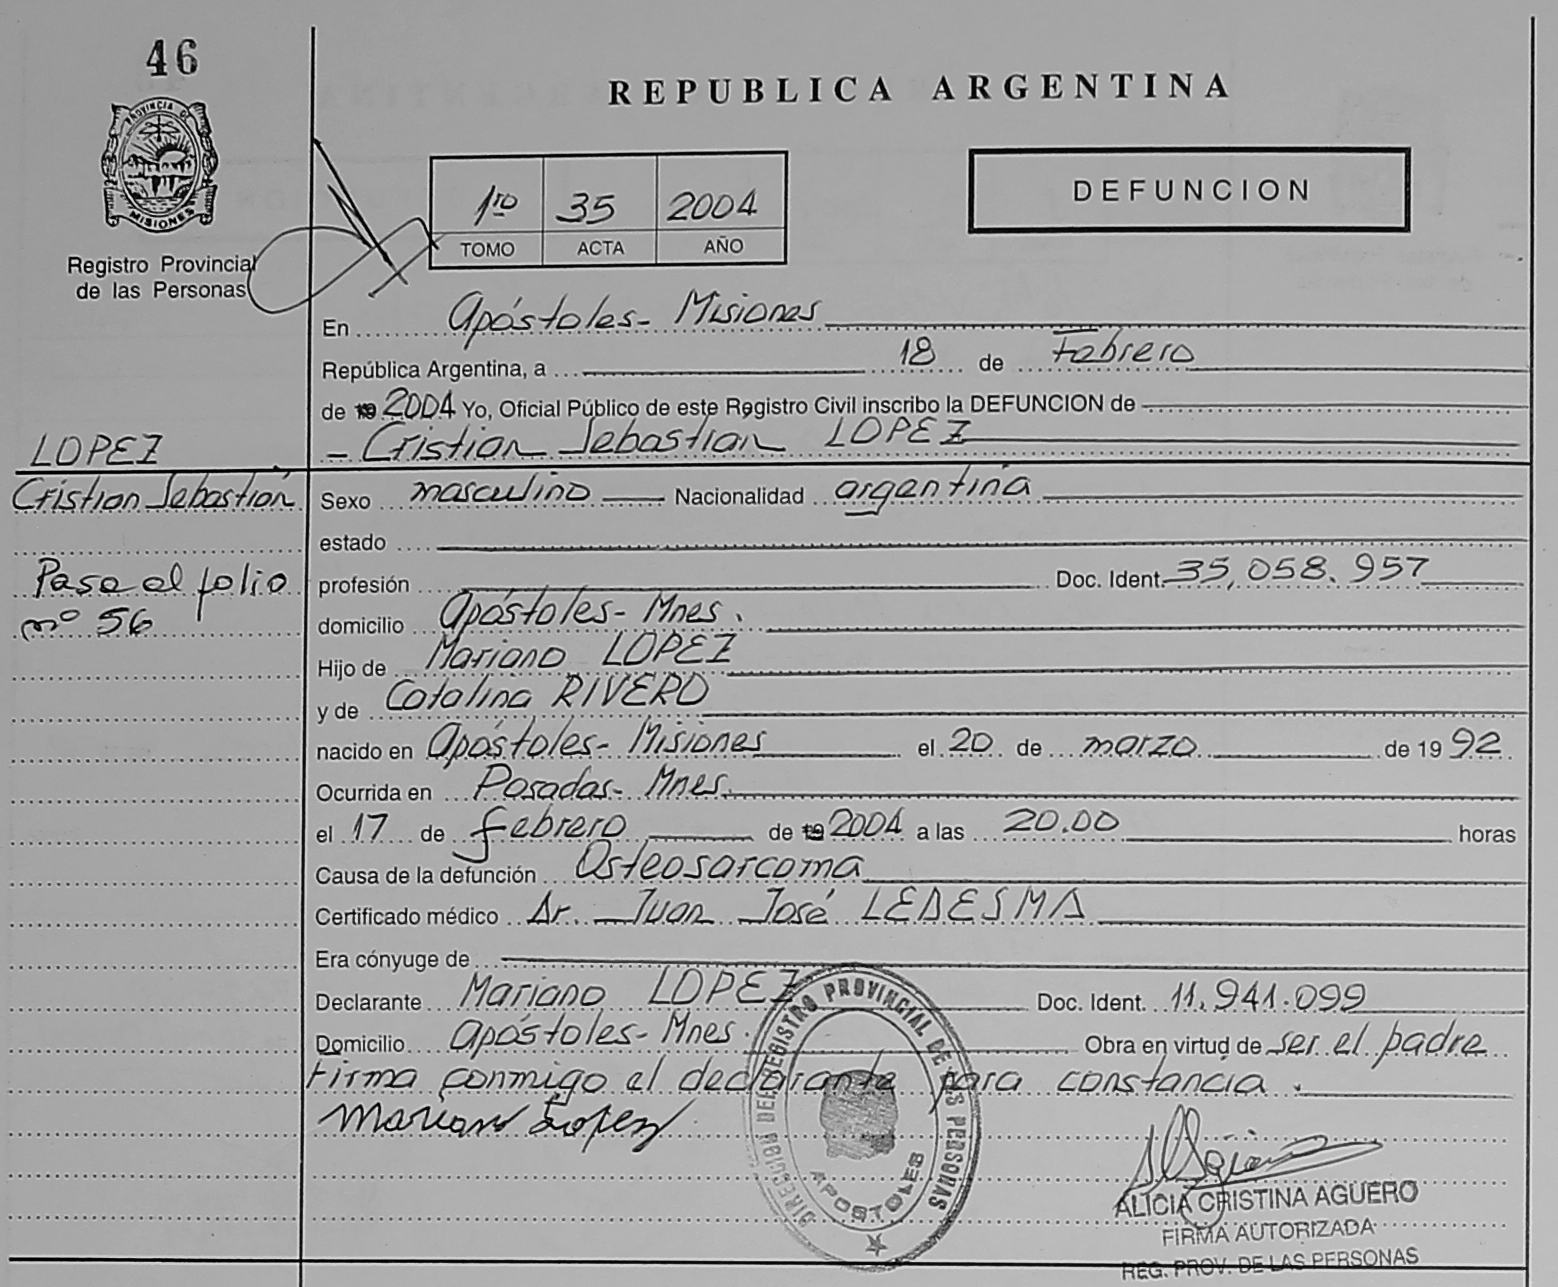 46
REPUBLICA ARGENTINA
PROVINCIA DE
MISIONES
Registro Provincial
de las Personas
1ro 35 2004
TOMO ACTA AÑO
DEFUNCION
En Apóstoles- Misiones
República Argentina, a 18 de Febrero
de 19 2004 Yo, Oficial Público de este Registro Civil inscribo la DEFUNCION de
- Cristian Sebastián LOPEZ
LOPEZ
Cristian Sebastián
Pasa al folio
nº 56
Sexo masculino Nacionalidad argentina
estado
profesión Doc. Ident. 35,058.957
domicilio Apóstoles- Mnes.
Hijo de Mariano LOPEZ
y de Catalina RIVERO
nacido en Apóstoles- Misiones el 20 de marzo de 1992
Ocurrida en Posadas- Mnes.
el 17 de febrero de 19 2004 a las 20.00 horas
Causa de la defunción Osteosarcoma
Certificado médico Dr. Juan José LEDESMA
Era cónyuge de
Declarante Mariano LOPEZ Doc. Ident. 11.941.099
Domicilio Apóstoles- Mnes. Obra en virtud de ser el padre
Firma conmigo el declarante para constancia.
Mariano Lopez
DIRECCION DEL REGISTRO PROVINCIAL DE LAS PERSONAS
APOSTOLES
ALICIA CRISTINA AGUERO
FIRMA AUTORIZADA
REG. PROV. DE LAS PERSONAS